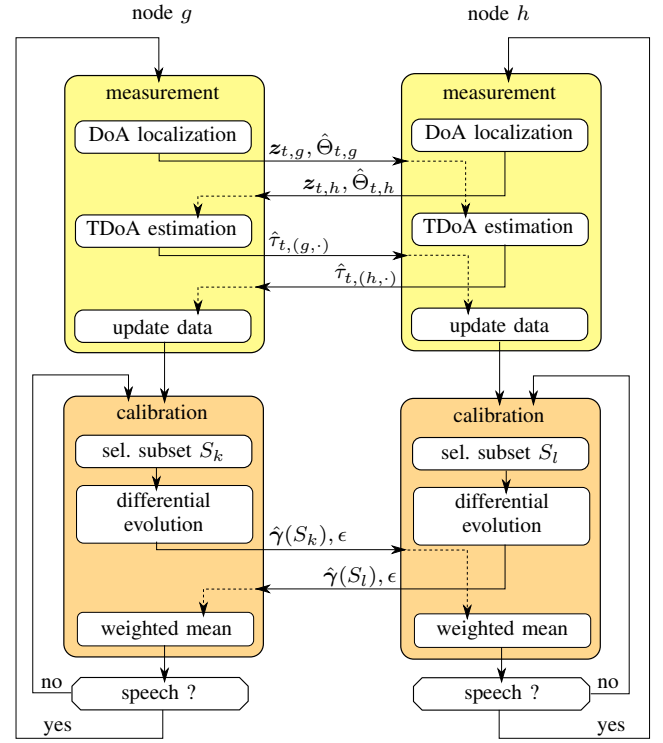 node g node h
measurement measurement
DoA localization DoA localization
z_{t,g}, Θ̂_{t,g}
z_{t,h}, Θ̂_{t,h}
TDoA estimation TDoA estimation
τ̂_{t,(g,·)}
τ̂_{t,(h,·)}
update data update data
calibration calibration
sel. subset S_k sel. subset S_l
differential differential
evolution evolution
γ̂(S_k), ϵ
γ̂(S_l), ϵ
weighted mean weighted mean
no speech ? speech ? no
yes yes